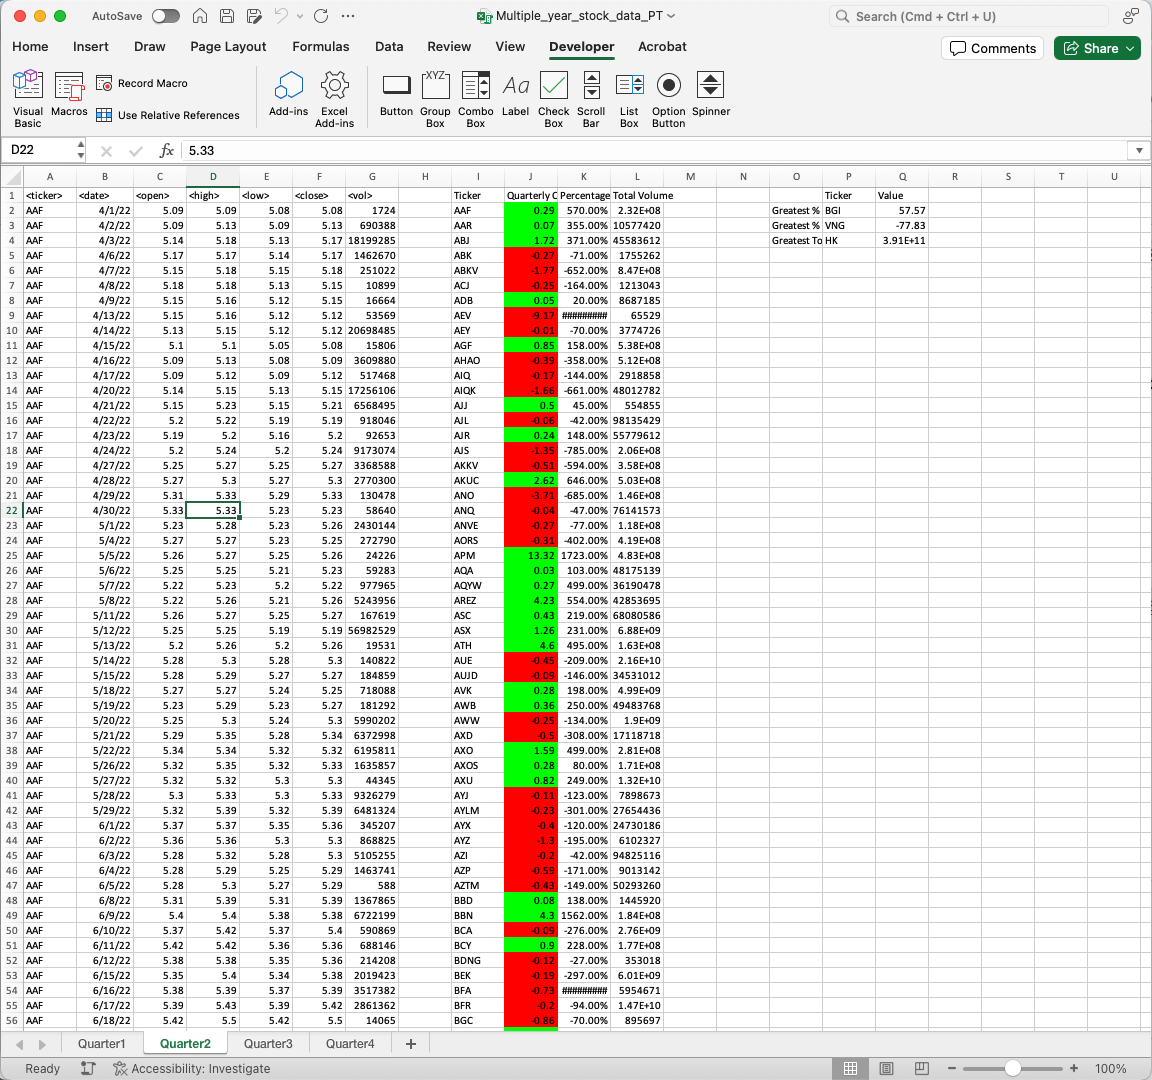 AutoSave
Multiple_year_stock_data_PT
Search (Cmd + Ctrl + U)
Home Insert Draw Page Layout Formulas Data Review View Developer Acrobat Comments Share
Visual Basic Macros Record Macro Use Relative References Add-ins Excel Add-ins Button Group Box Combo Box Label Check Box Scroll Bar List Box Option Button Spinner
XYZ Aa
D22 fx 5.33
A B C D E F G H I J K L M N O P Q R S T U
1 <ticker> <date> <open> <high> <low> <close> <vol> Ticker Quarterly C Percentage Total Volume Ticker Value
2 AAF 4/1/22 5.09 5.09 5.08 5.08 1724 AAF 0.29 570.00% 2.32E+08 Greatest % BGI 57.57
3 AAF 4/2/22 5.09 5.13 5.09 5.13 690388 AAR 0.07 355.00% 10577420 Greatest % VNG -77.83
4 AAF 4/3/22 5.14 5.18 5.13 5.17 18199285 ABJ 1.72 371.00% 45583612 Greatest To HK 3.91E+11
5 AAF 4/6/22 5.17 5.17 5.14 5.17 1462670 ABK -0.27 -71.00% 1755262
6 AAF 4/7/22 5.15 5.18 5.15 5.18 251022 ABKV -1.77 -652.00% 8.47E+08
7 AAF 4/8/22 5.18 5.18 5.13 5.15 10899 ACJ -0.25 -164.00% 1213043
8 AAF 4/9/22 5.15 5.16 5.12 5.15 16664 ADB 0.05 20.00% 8687185
9 AAF 4/13/22 5.15 5.16 5.12 5.12 53569 AEV -9.17 ######### 65529
10 AAF 4/14/22 5.13 5.15 5.12 5.12 20698485 AEY -0.01 -70.00% 3774726
11 AAF 4/15/22 5.1 5.1 5.05 5.08 15806 AGF 0.85 158.00% 5.38E+08
12 AAF 4/16/22 5.09 5.13 5.08 5.09 3609880 AHAO -0.39 -358.00% 5.12E+08
13 AAF 4/17/22 5.09 5.12 5.09 5.12 517468 AIQ -0.17 -144.00% 2918858
14 AAF 4/20/22 5.14 5.15 5.13 5.15 17256106 AIQK -1.66 -661.00% 48012782
15 AAF 4/21/22 5.15 5.23 5.15 5.21 6568495 AJJ 0.5 45.00% 554855
16 AAF 4/22/22 5.2 5.22 5.19 5.19 918046 AJL -0.06 -42.00% 98135429
17 AAF 4/23/22 5.19 5.2 5.16 5.2 92653 AJR 0.24 148.00% 55779612
18 AAF 4/24/22 5.2 5.24 5.2 5.24 9173074 AJS -1.35 -785.00% 2.06E+08
19 AAF 4/27/22 5.25 5.27 5.25 5.27 3368588 AKKV -0.51 -594.00% 3.58E+08
20 AAF 4/28/22 5.27 5.3 5.27 5.3 2770300 AKUC 2.62 646.00% 5.03E+08
21 AAF 4/29/22 5.31 5.33 5.29 5.33 130478 ANO -3.71 -685.00% 1.46E+08
22 AAF 4/30/22 5.33 5.33 5.23 5.23 58640 ANQ -0.04 -47.00% 76141573
23 AAF 5/1/22 5.23 5.28 5.23 5.26 2430144 ANVE -0.27 -77.00% 1.18E+08
24 AAF 5/4/22 5.27 5.27 5.23 5.25 272790 AORS -0.31 -402.00% 4.19E+08
25 AAF 5/5/22 5.26 5.27 5.25 5.26 24226 APM 13.32 1723.00% 4.83E+08
26 AAF 5/6/22 5.25 5.25 5.21 5.23 59283 AQA 0.03 103.00% 48175139
27 AAF 5/7/22 5.22 5.23 5.2 5.22 977965 AQYW 0.27 499.00% 36190478
28 AAF 5/8/22 5.22 5.26 5.21 5.26 5243956 AREZ 4.23 554.00% 42853695
29 AAF 5/11/22 5.26 5.27 5.25 5.27 167619 ASC 0.43 219.00% 68080586
30 AAF 5/12/22 5.25 5.25 5.19 5.19 56982529 ASX 1.26 231.00% 6.88E+09
31 AAF 5/13/22 5.2 5.26 5.2 5.26 19531 ATH 4.6 495.00% 1.63E+08
32 AAF 5/14/22 5.28 5.3 5.28 5.3 140822 AUE -0.45 -209.00% 2.16E+10
33 AAF 5/15/22 5.28 5.29 5.27 5.27 184859 AUJD -0.09 -146.00% 34531012
34 AAF 5/18/22 5.27 5.27 5.24 5.25 718088 AVK 0.28 198.00% 4.99E+09
35 AAF 5/19/22 5.23 5.29 5.23 5.27 181292 AWB 0.36 250.00% 49483768
36 AAF 5/20/22 5.25 5.3 5.24 5.3 5990202 AWW -0.25 -134.00% 1.9E+09
37 AAF 5/21/22 5.29 5.35 5.28 5.34 6372998 AXD -0.5 -308.00% 17118718
38 AAF 5/22/22 5.34 5.34 5.32 5.32 6195811 AXO 1.59 499.00% 2.81E+08
39 AAF 5/26/22 5.32 5.35 5.32 5.33 1635857 AXOS 0.28 80.00% 1.71E+08
40 AAF 5/27/22 5.32 5.32 5.3 5.3 44345 AXU 0.82 249.00% 1.32E+10
41 AAF 5/28/22 5.3 5.33 5.3 5.33 9326279 AYJ -0.11 -123.00% 7898673
42 AAF 5/29/22 5.32 5.39 5.32 5.39 6481324 AYLM -0.23 -301.00% 27654436
43 AAF 6/1/22 5.37 5.37 5.35 5.36 345207 AYX -0.4 -120.00% 24730186
44 AAF 6/2/22 5.36 5.36 5.3 5.3 868825 AYZ -1.3 -195.00% 6102327
45 AAF 6/3/22 5.28 5.32 5.28 5.3 5105255 AZI -0.2 -42.00% 94825116
46 AAF 6/4/22 5.28 5.29 5.25 5.29 1463741 AZP -0.59 -171.00% 9013142
47 AAF 6/5/22 5.28 5.3 5.27 5.29 588 AZTM -0.43 -149.00% 50293260
48 AAF 6/8/22 5.31 5.39 5.31 5.39 1367865 BBD 0.08 138.00% 1445920
49 AAF 6/9/22 5.4 5.4 5.38 5.38 6722199 BBN 4.3 1562.00% 1.84E+08
50 AAF 6/10/22 5.37 5.42 5.37 5.4 590869 BCA -0.09 -276.00% 2.76E+09
51 AAF 6/11/22 5.42 5.42 5.36 5.36 688146 BCY 0.9 228.00% 1.77E+08
52 AAF 6/12/22 5.38 5.38 5.35 5.36 214208 BDNG -0.12 -27.00% 353018
53 AAF 6/15/22 5.35 5.4 5.34 5.38 2019423 BEK -0.19 -297.00% 6.01E+09
54 AAF 6/16/22 5.38 5.39 5.37 5.39 3517382 BFA -0.73 ######### 5954671
55 AAF 6/17/22 5.39 5.43 5.39 5.42 2861362 BFR -0.2 -94.00% 1.47E+10
56 AAF 6/18/22 5.42 5.5 5.42 5.5 14065 BGC -0.86 -70.00% 895697
Quarter1 Quarter2 Quarter3 Quarter4 +
Ready Accessibility: Investigate 100%